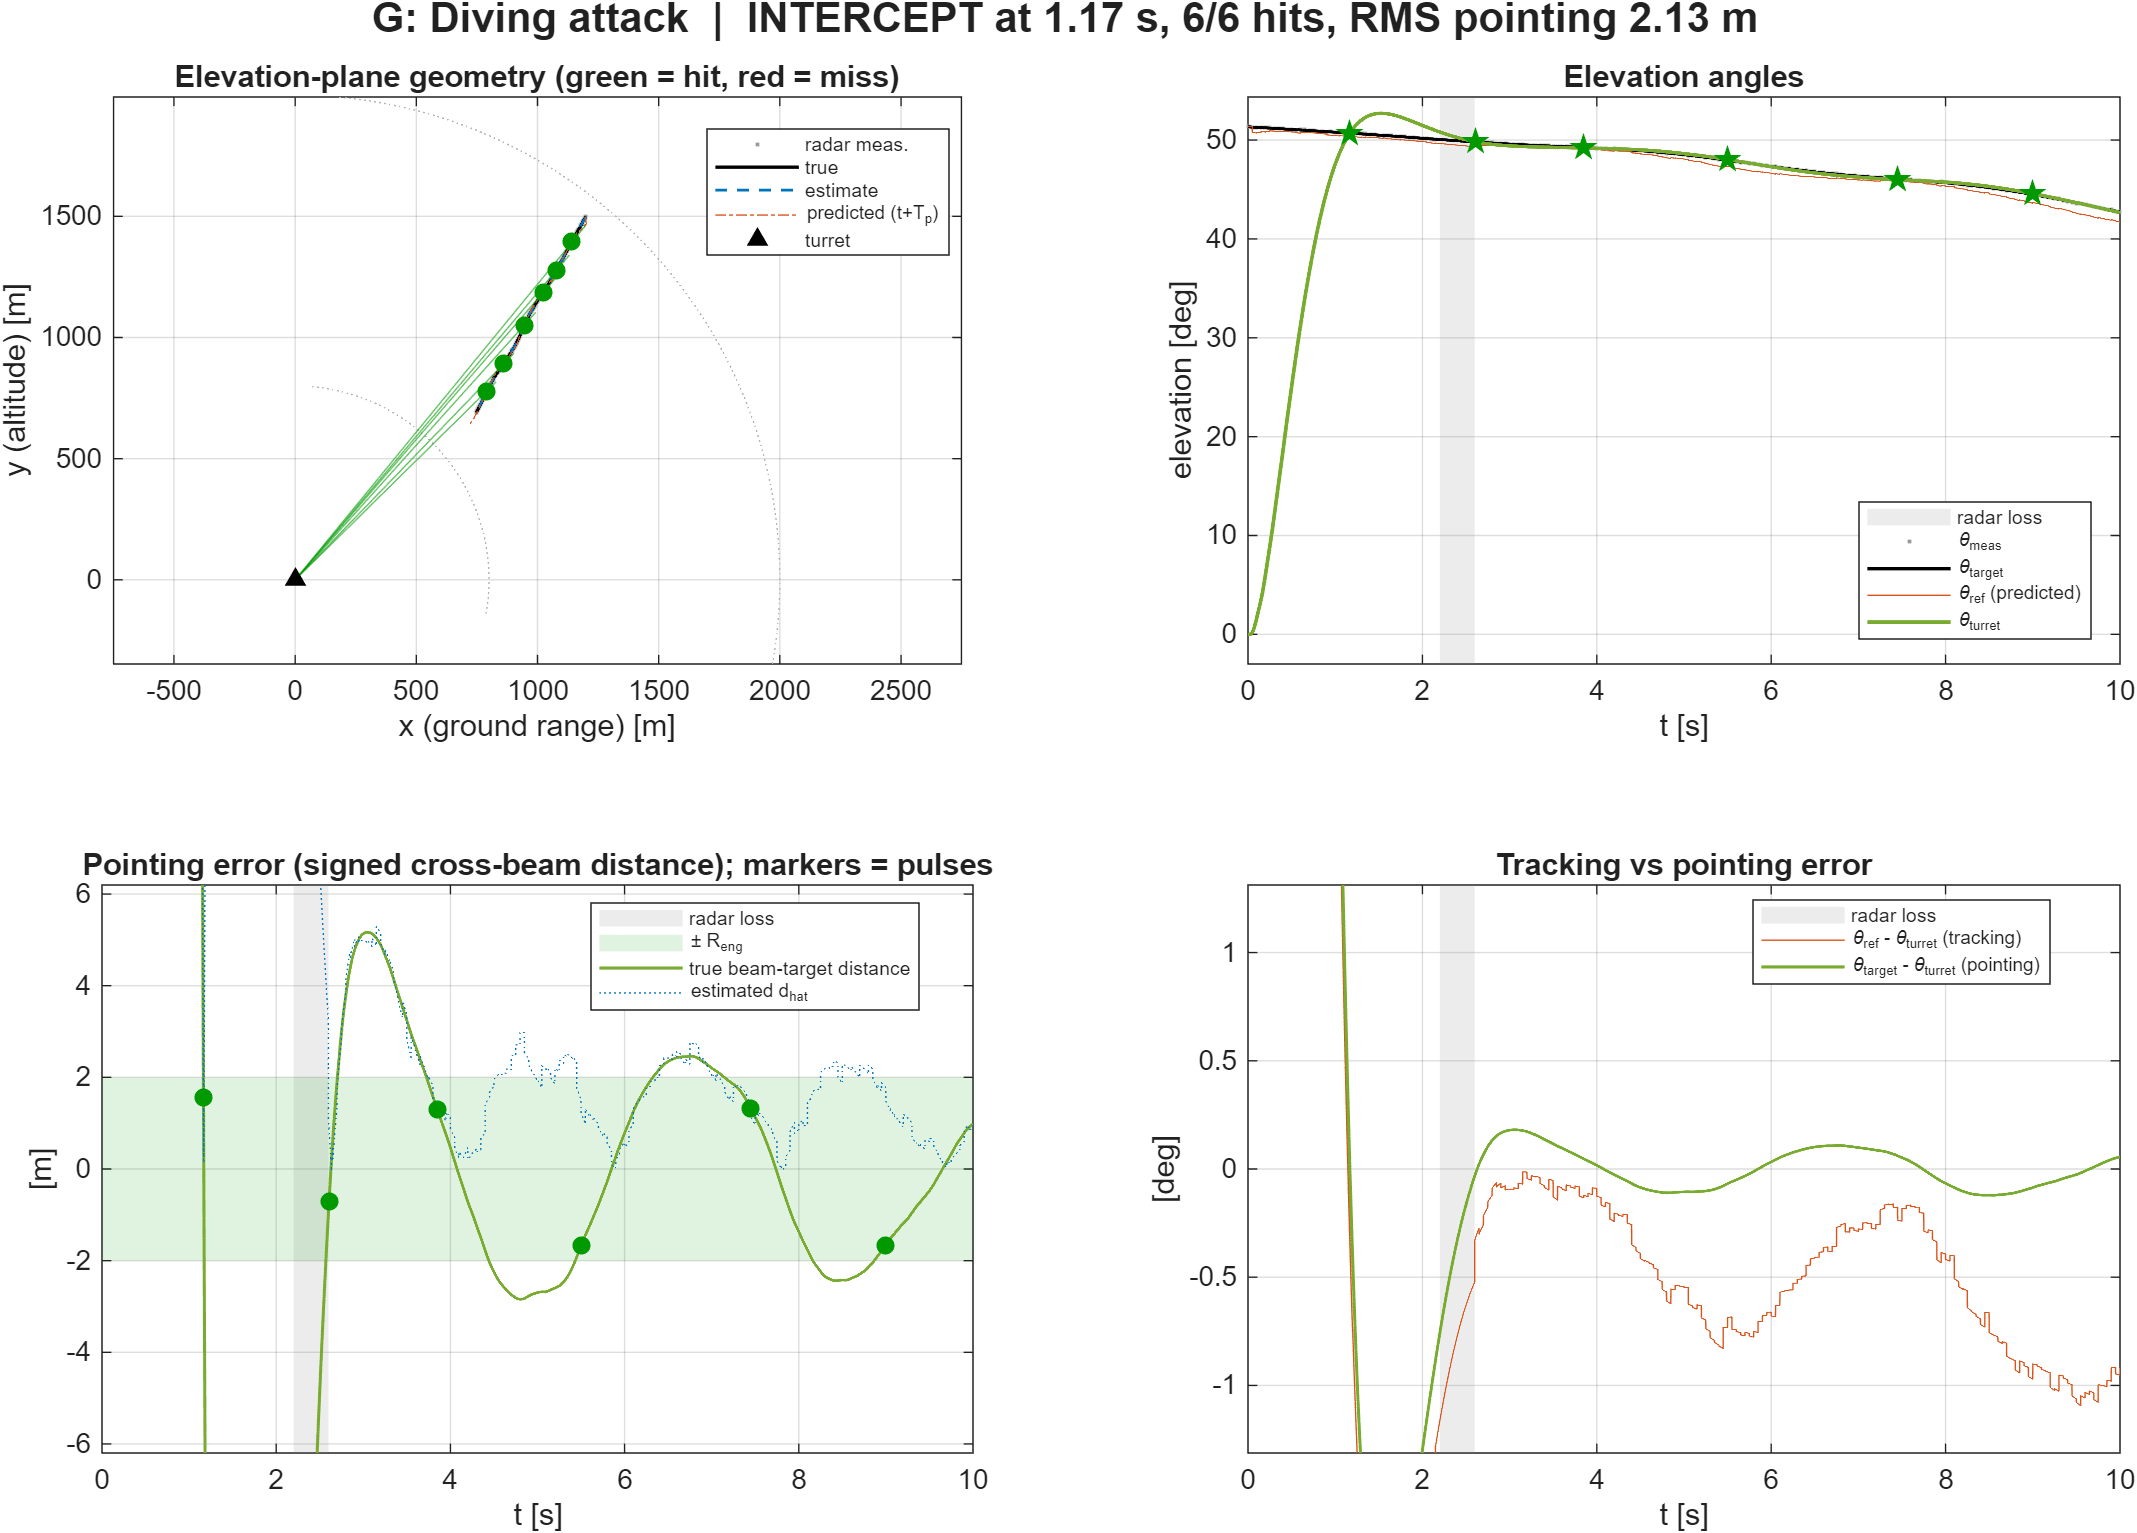 G: Diving attack | INTERCEPT at 1.17 s, 6/6 hits, RMS pointing 2.13 m
Elevation-plane geometry (green = hit, red = miss)
radar meas.
true
estimate
predicted (t+Tp)
turret
1500
1000
500
0
y (altitude) [m]
-500 0 500 1000 1500 2000 2500
x (ground range) [m]
Elevation angles
50
40
30
20
10
0
elevation [deg]
radar loss
θmeas
θtarget
θref (predicted)
θturret
0 2 4 6 8 10
t [s]
Pointing error (signed cross-beam distance); markers = pulses
radar loss
± Reng
true beam-target distance
estimated dhat
6
4
2
0
-2
-4
-6
[m]
0 2 4 6 8 10
t [s]
Tracking vs pointing error
radar loss
θref - θturret (tracking)
θtarget - θturret (pointing)
1
0.5
0
-0.5
-1
[deg]
0 2 4 6 8 10
t [s]